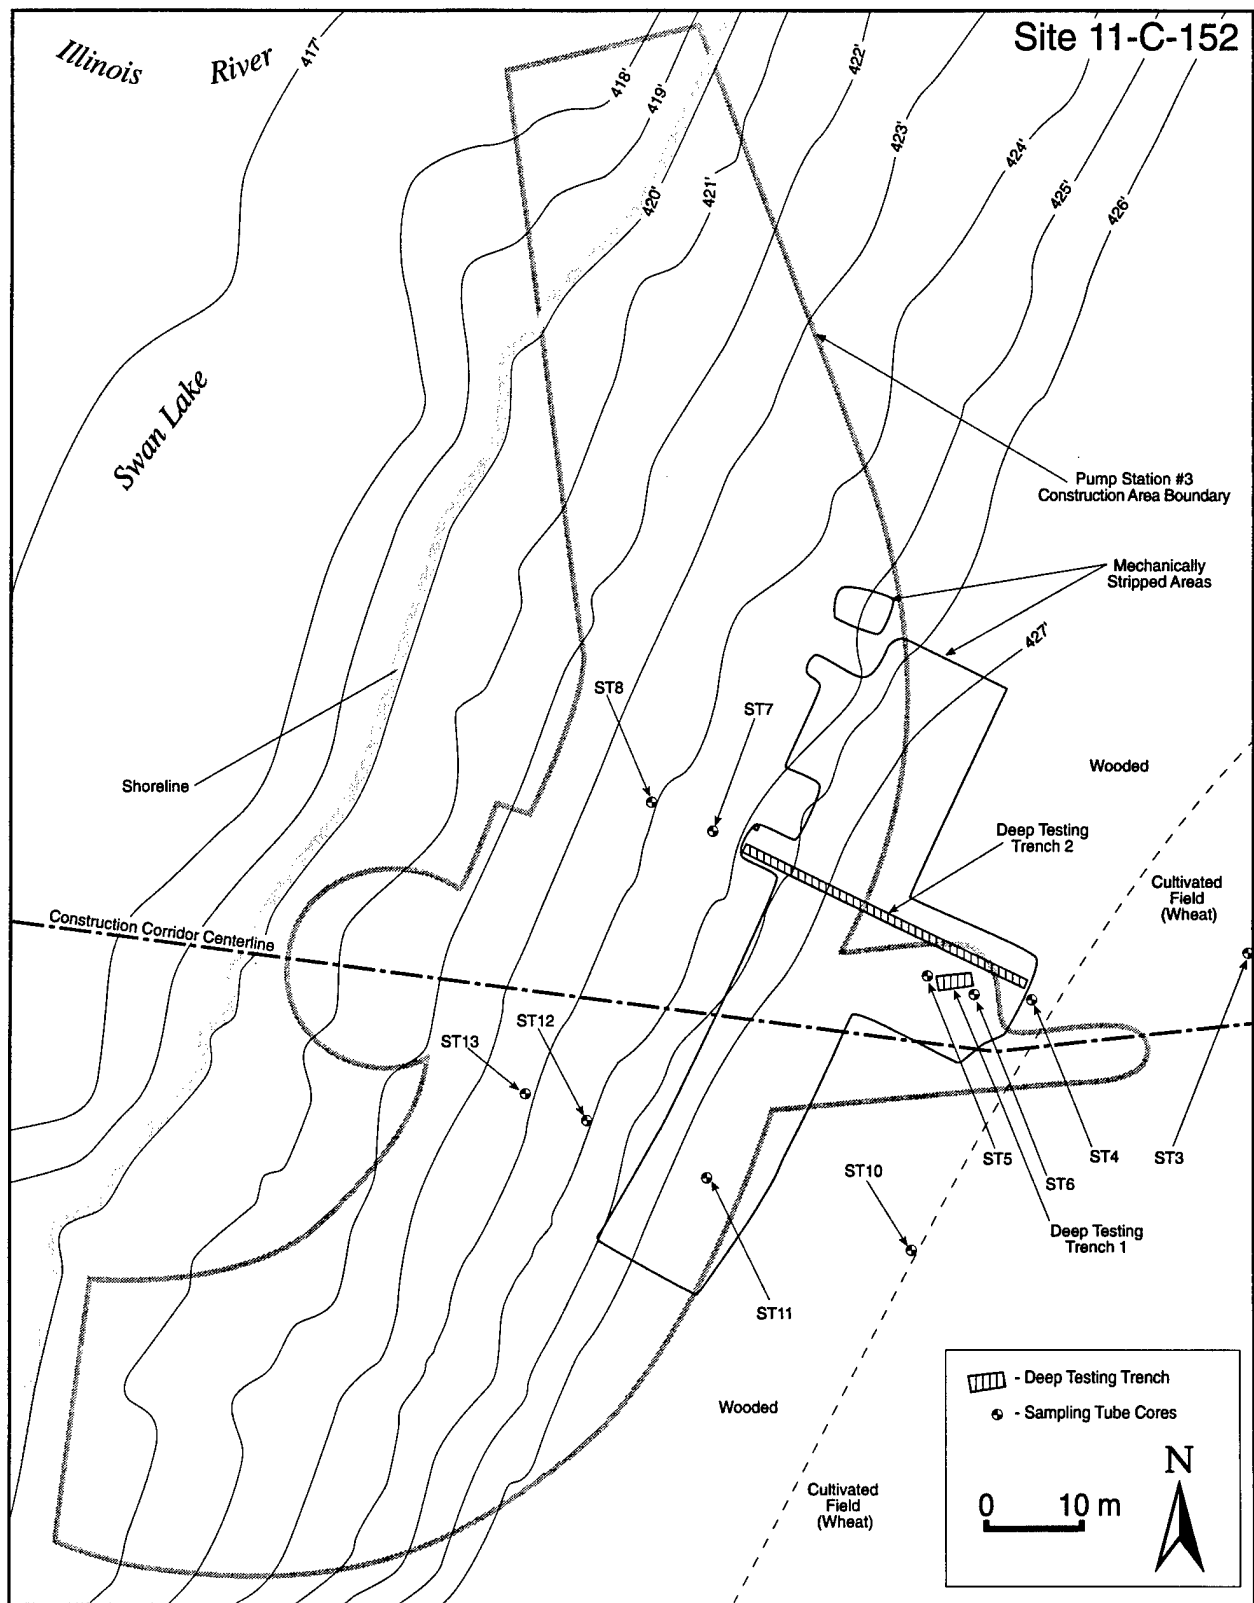 Site 11-C-152
Illinois River
417'
418'
419'
420'
421'
422'
423'
424'
425'
426'
Swan Lake
Pump Station #3
Construction Area Boundary
Mechanically
Stripped Areas
427'
ST8
ST7
Shoreline
Wooded
Deep Testing
Trench 2
Cultivated
Field
(Wheat)
Construction Corridor Centerline
ST13
ST12
ST5
ST6
ST4
ST3
ST10
Deep Testing
Trench 1
ST11
Wooded
Cultivated
Field
(Wheat)
- Deep Testing Trench
- Sampling Tube Cores
N
0 10 m